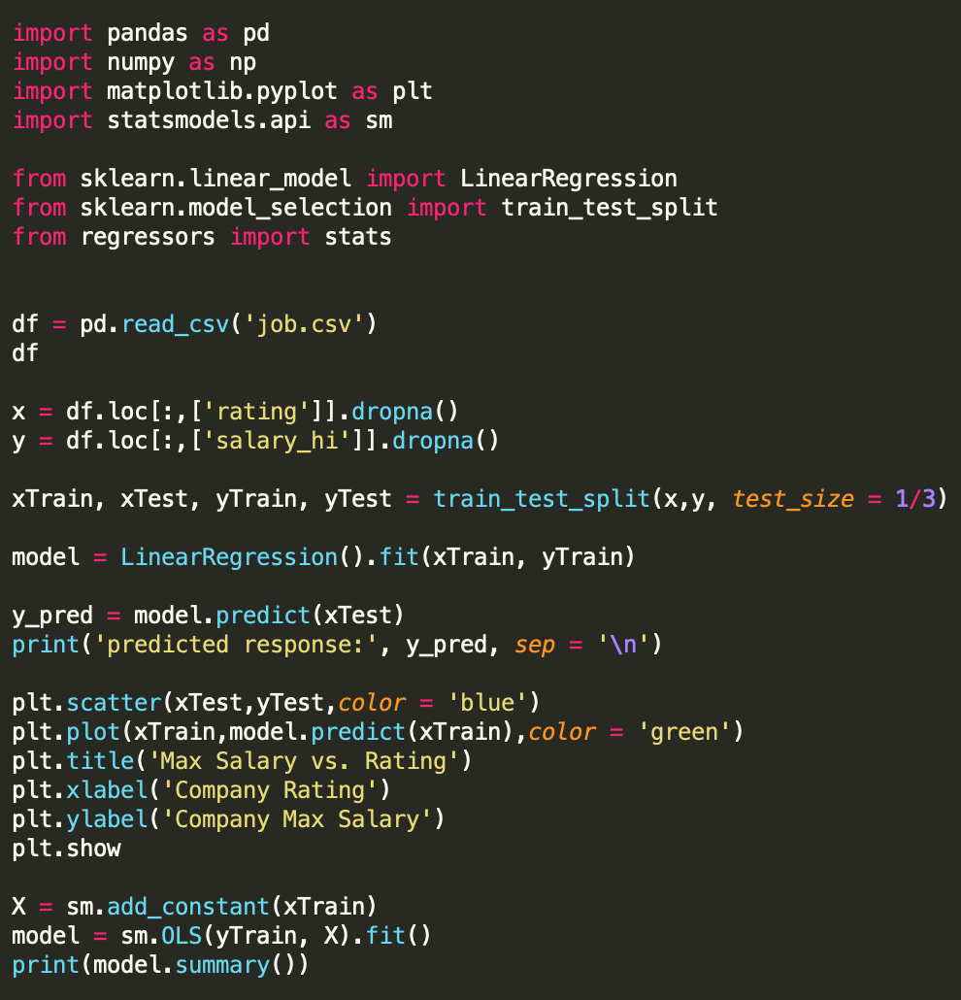 import pandas as pd
import numpy as np
import matplotlib.pyplot as plt
import statsmodels.api as sm
from sklearn.linear_model import LinearRegression
from sklearn.model_selection import train_test_split
from regressors import stats
df = pd.read_csv('job.csv')
df
x = df.loc[:,['rating']].dropna()
y = df.loc[:,['salary_hi']].dropna()
xTrain, xTest, yTrain, yTest = train_test_split(x,y, test_size = 1/3)
model = LinearRegression().fit(xTrain, yTrain)
y_pred = model.predict(xTest)
print('predicted response:', y_pred, sep = '\n')
plt.scatter(xTest,yTest,color = 'blue')
plt.plot(xTrain,model.predict(xTrain),color = 'green')
plt.title('Max Salary vs. Rating')
plt.xlabel('Company Rating')
plt.ylabel('Company Max Salary')
plt.show
X = sm.add_constant(xTrain)
model = sm.OLS(yTrain, X).fit()
print(model.summary())